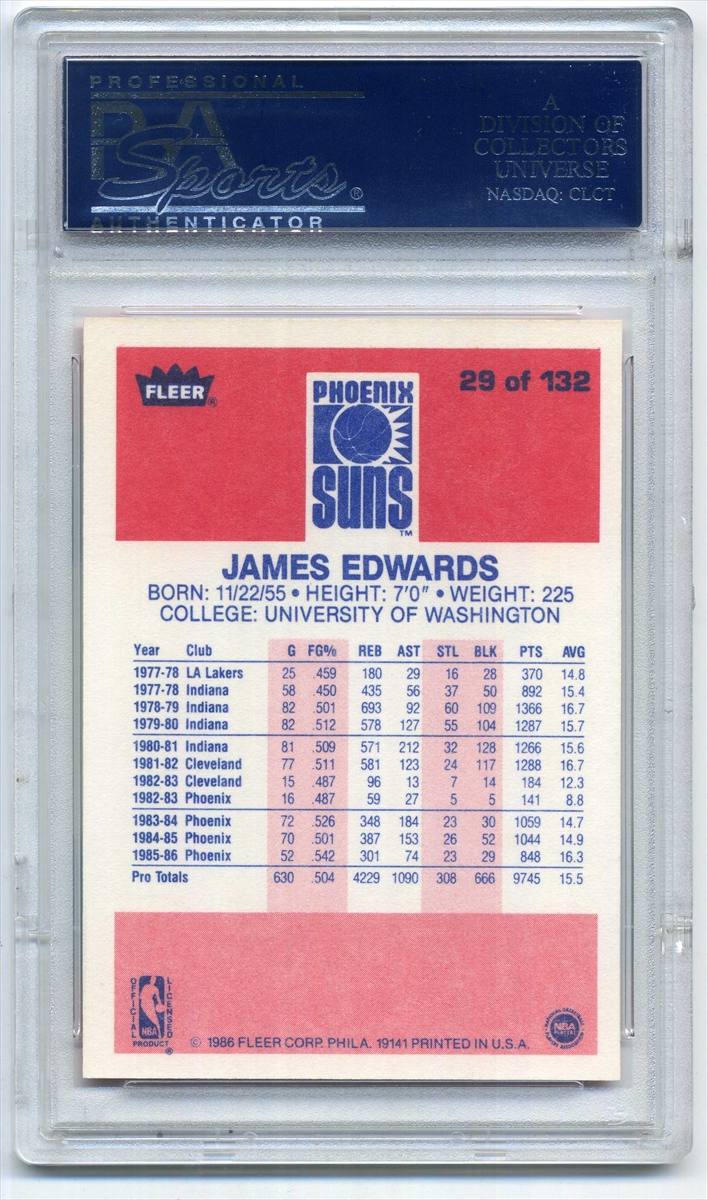 PROFESSIONAL
PSA
Sports®
AUTHENTICATOR
A
DIVISION OF
COLLECTORS
UNIVERSE
NASDAQ: CLCT
FLEER®
PHOENIX
SUNS™
29 of 132
JAMES EDWARDS
BORN: 11/22/55 • HEIGHT: 7'0" • WEIGHT: 225
COLLEGE: UNIVERSITY OF WASHINGTON
Year Club G FG% REB AST STL BLK PTS AVG
1977-78 LA Lakers 25 .459 180 29 16 28 370 14.8
1977-78 Indiana 58 .450 435 56 37 50 892 15.4
1978-79 Indiana 82 .501 693 92 60 109 1366 16.7
1979-80 Indiana 82 .512 578 127 55 104 1287 15.7
1980-81 Indiana 81 .509 571 212 32 128 1266 15.6
1981-82 Cleveland 77 .511 581 123 24 117 1288 16.7
1982-83 Cleveland 15 .487 96 13 7 14 184 12.3
1982-83 Phoenix 16 .487 59 27 5 5 141 8.8
1983-84 Phoenix 72 .526 348 184 23 30 1059 14.7
1984-85 Phoenix 70 .501 387 153 26 52 1044 14.9
1985-86 Phoenix 52 .542 301 74 23 29 848 16.3
Pro Totals 630 .504 4229 1090 308 666 9745 15.5
OFFICIAL
LICENSED
NBA
PRODUCT ®
© 1986 FLEER CORP. PHILA. 19141 PRINTED IN U.S.A.
NATIONAL BASKETBALL
NBA
PLAYERS
PLAYERS ASSOCIATION